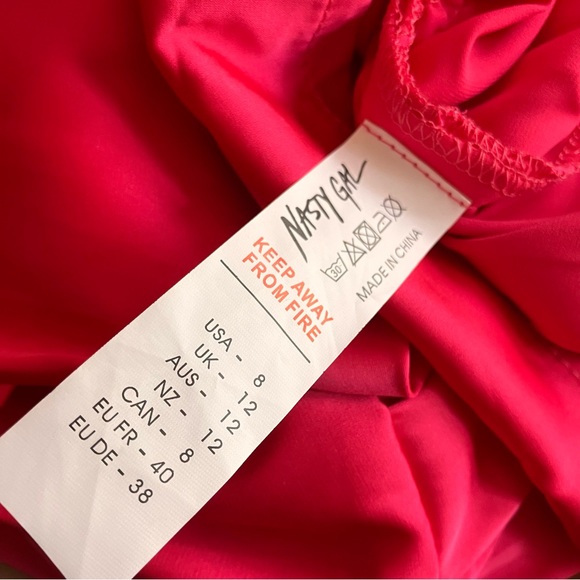 NASTY GAL
30
MADE IN CHINA
KEEP AWAY
FROM FIRE
USA - 8
UK - 12
AUS - 12
NZ - 12
CAN - 8
EU FR - 40
EU DE - 38